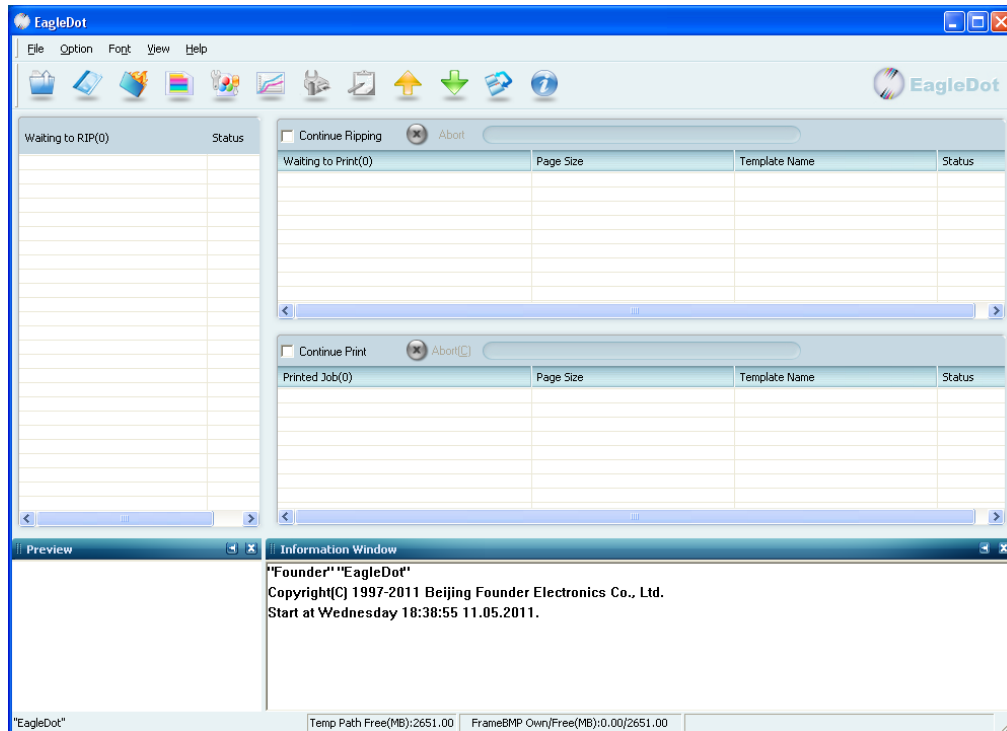 EagleDot
File Option Font View Help
EagleDot
Waiting to RIP(0) Status
Continue Ripping Abort
Waiting to Print(0) Page Size Template Name Status
Continue Print Abort(C)
Printed Job(0) Page Size Template Name Status
Preview
Information Window
"Founder" "EagleDot"
Copyright(C) 1997-2011 Beijing Founder Electronics Co., Ltd.
Start at Wednesday 18:38:55 11.05.2011.
"EagleDot" Temp Path Free(MB):2651.00 FrameBMP Own/Free(MB):0.00/2651.00